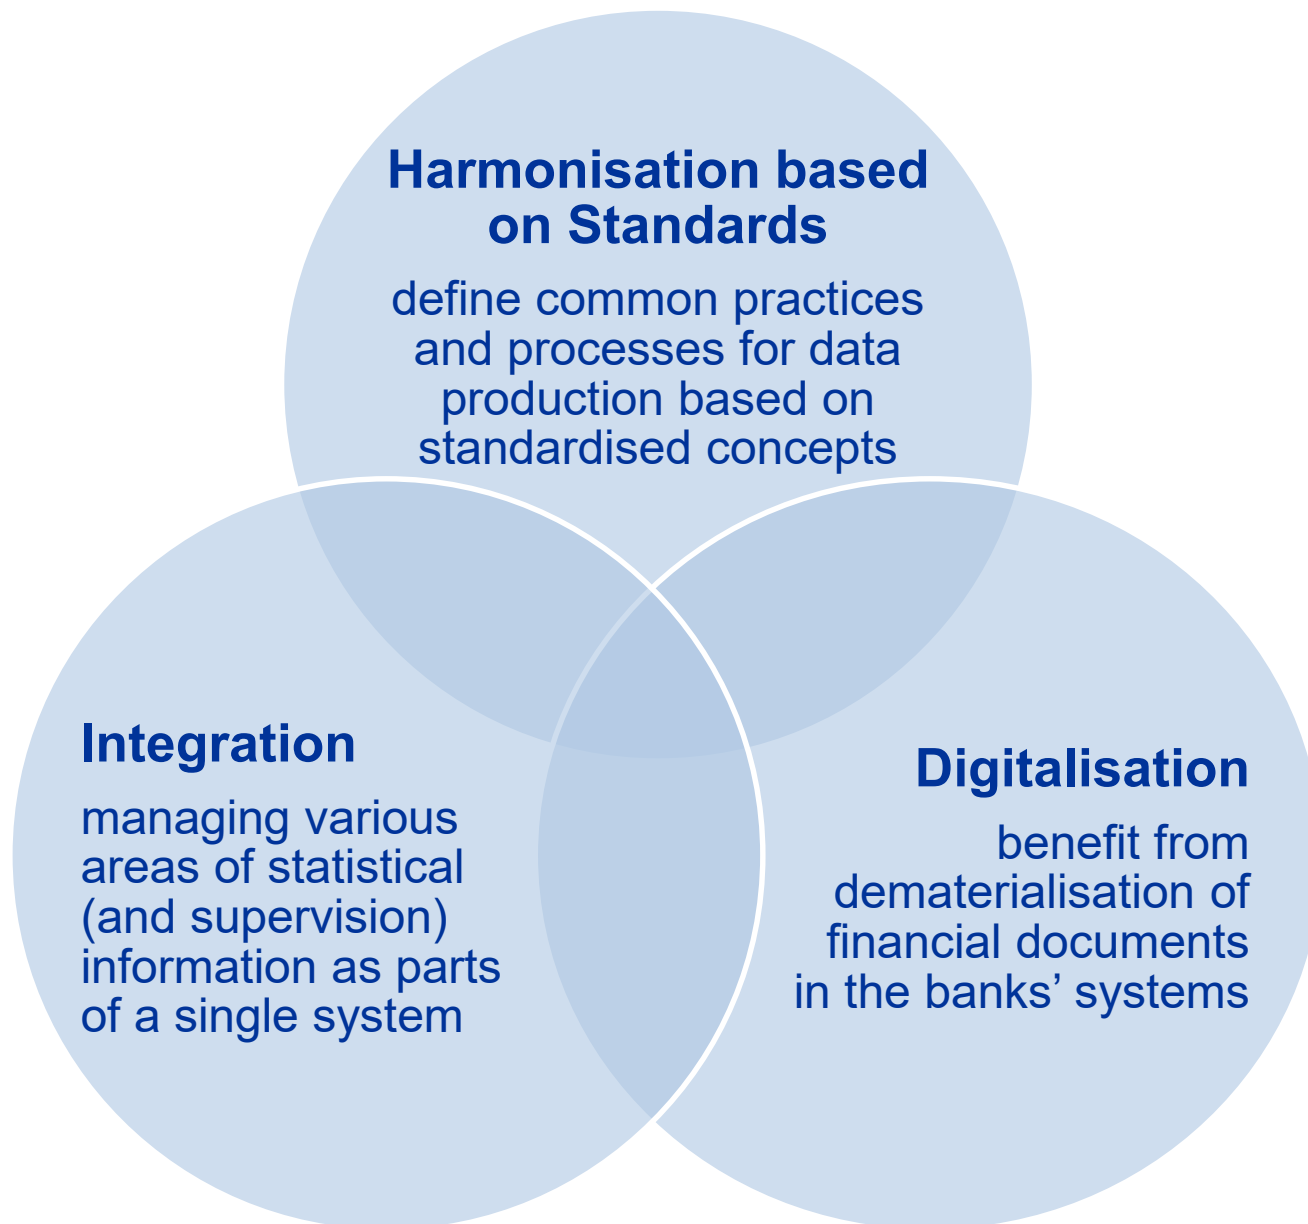 Harmonisation based
on Standards
define common practices
and processes for data
production based on
standardised concepts
Integration
managing various
areas of statistical
(and supervision)
information as parts
of a single system
Digitalisation
benefit from
dematerialisation of
financial documents
in the banks’ systems